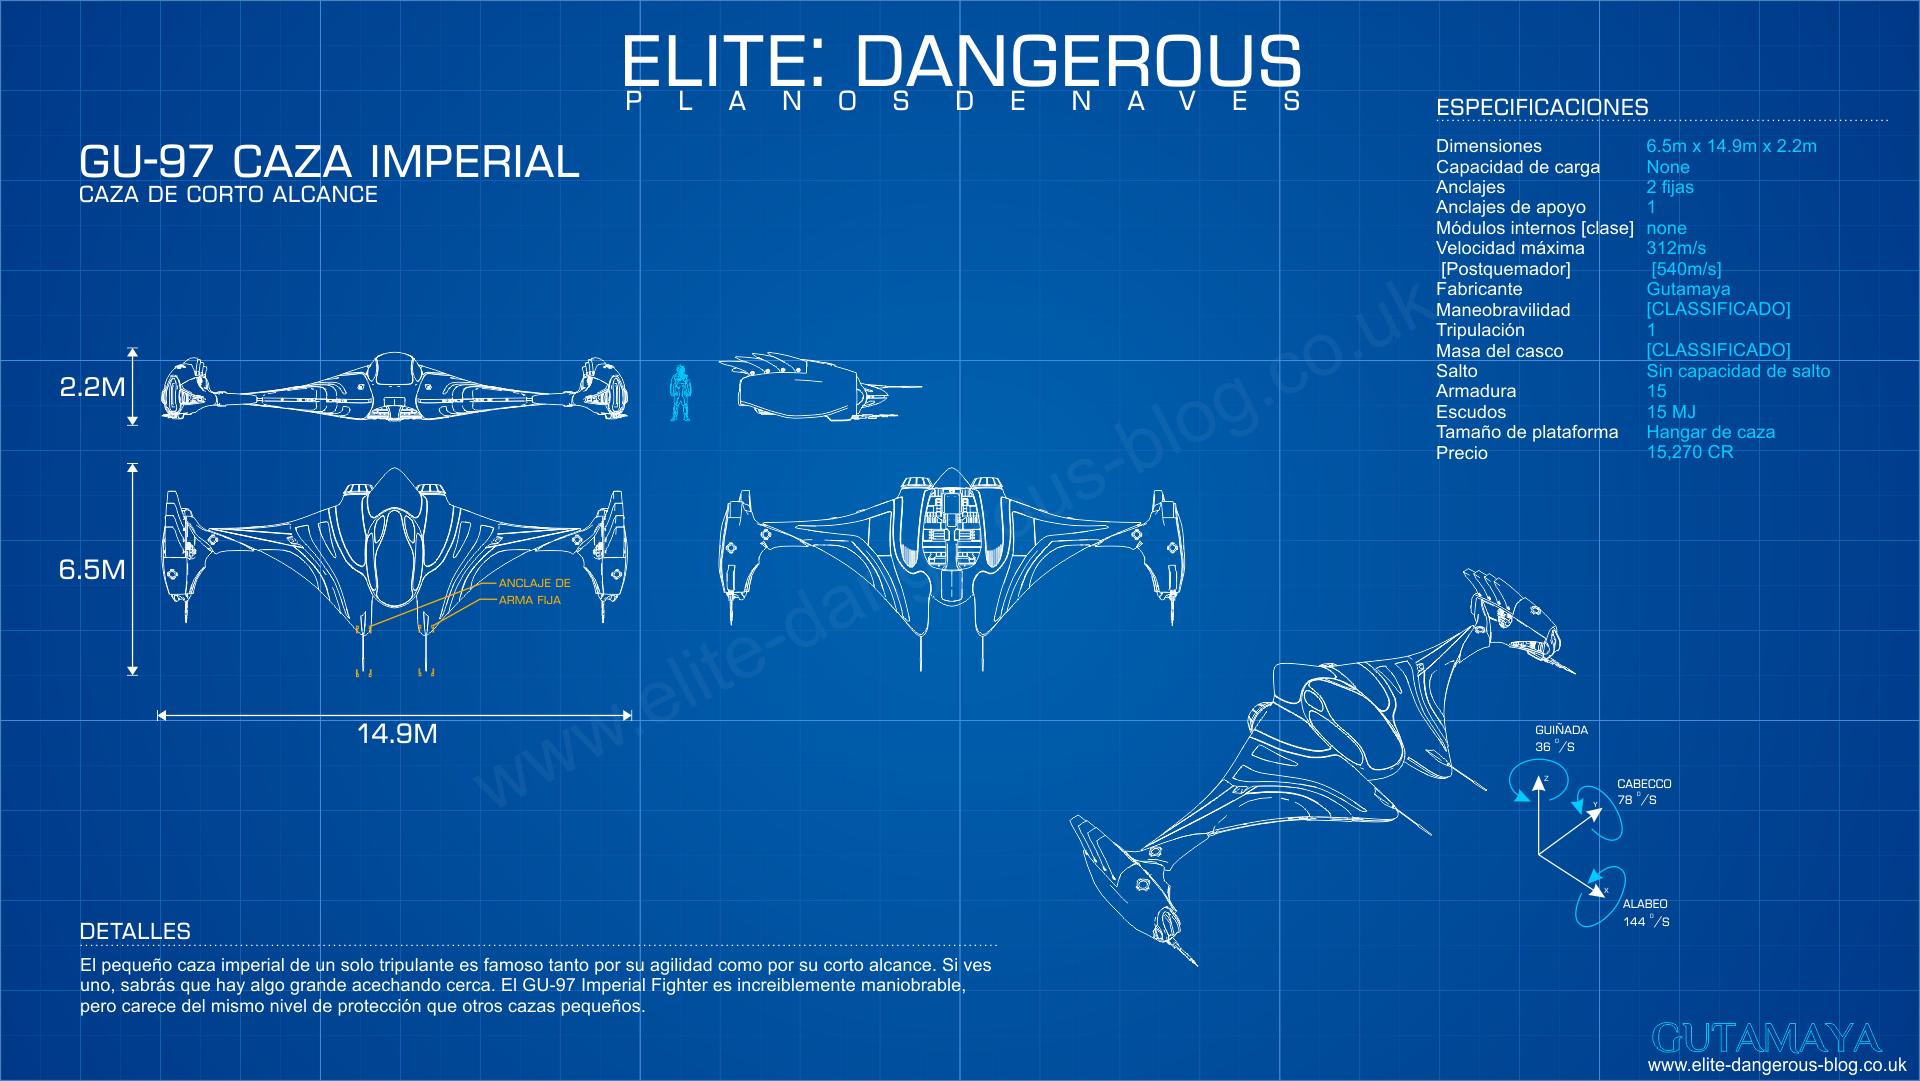 ELITE: DANGEROUS
PLANOS DE NAVES
GU-97 CAZA IMPERIAL
CAZA DE CORTO ALCANCE
ESPECIFICACIONES
Dimensiones 6.5m x 14.9m x 2.2m
Capacidad de carga None
Anclajes 2 fijas
Anclajes de apoyo 1
Módulos internos [clase] none
Velocidad máxima 312m/s
[Postquemador] [540m/s]
Fabricante Gutamaya
Maneobravilidad [CLASSIFICADO]
Tripulación 1
Masa del casco [CLASSIFICADO]
Salto Sin capacidad de salto
Armadura 15
Escudos 15 MJ
Tamaño de plataforma Hangar de caza
Precio 15,270 CR
2.2M
6.5M
ANCLAJE DE
ARMA FIJA
14.9M
www.elite-dangerous-blog.co.uk
GUIÑADA
36 °/S
Z
CABECCO
78 °/S
Y
X
ALABEO
144 °/S
DETALLES
El pequeño caza imperial de un solo tripulante es famoso tanto por su agilidad como por su corto alcance. Si ves
uno, sabrás que hay algo grande acechando cerca. El GU-97 Imperial Fighter es increiblemente maniobrable,
pero carece del mismo nivel de protección que otros cazas pequeños.
GUTAMAYA
www.elite-dangerous-blog.co.uk